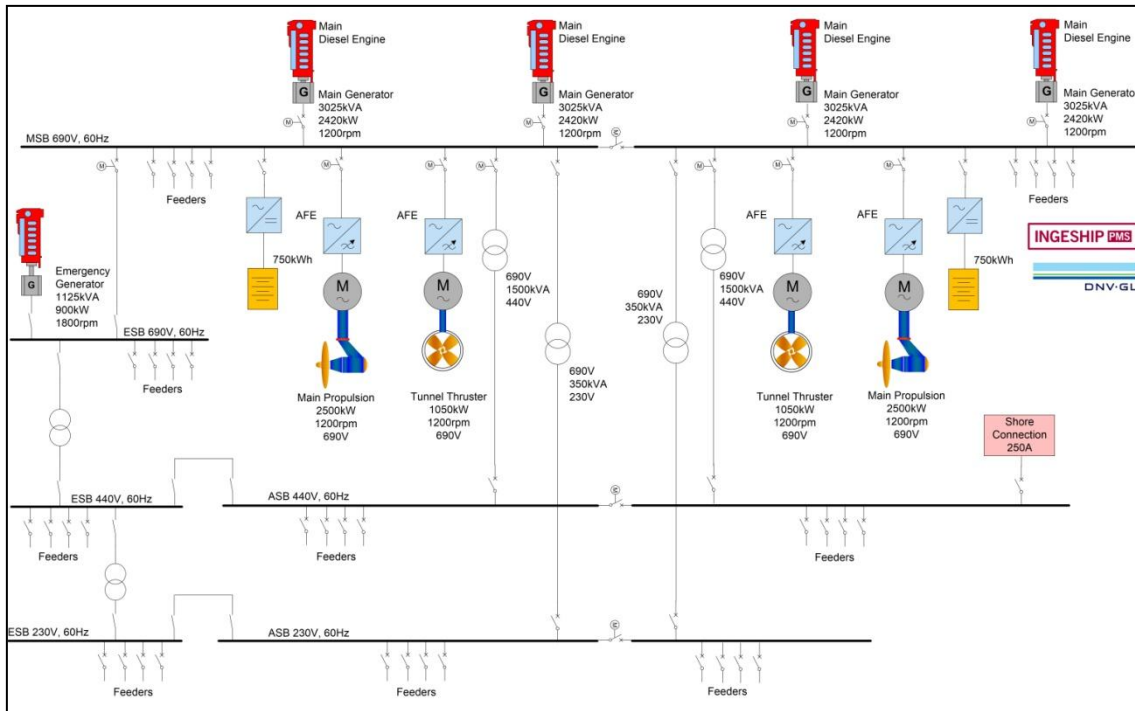 Main
Diesel Engine
Main
Diesel Engine
Main
Diesel Engine
Main
Diesel Engine
G
Main Generator
3025kVA
2420kW
1200rpm
G
Main Generator
3025kVA
2420kW
1200rpm
G
Main Generator
3025kVA
2420kW
1200rpm
G
Main Generator
3025kVA
2420kW
1200rpm
M
M
M
M
MSB 690V, 60Hz
M
M
M
M
M
M
M
Feeders
Feeders
AFE
AFE
AFE
AFE
INGESHIP PMS
DNV·GL
G
Emergency
Generator
1125kVA
900kW
1800rpm
750kWh
M
M
690V
1500kVA
440V
690V
350kVA
230V
690V
1500kVA
440V
M
M
750kWh
ESB 690V, 60Hz
Feeders
690V
350kVA
230V
Main Propulsion
2500kW
1200rpm
690V
Tunnel Thruster
1050kW
1200rpm
690V
Tunnel Thruster
1050kW
1200rpm
690V
Main Propulsion
2500kW
1200rpm
690V
Shore
Connection
250A
ESB 440V, 60Hz
ASB 440V, 60Hz
Feeders
Feeders
Feeders
ESB 230V, 60Hz
ASB 230V, 60Hz
Feeders
Feeders
Feeders